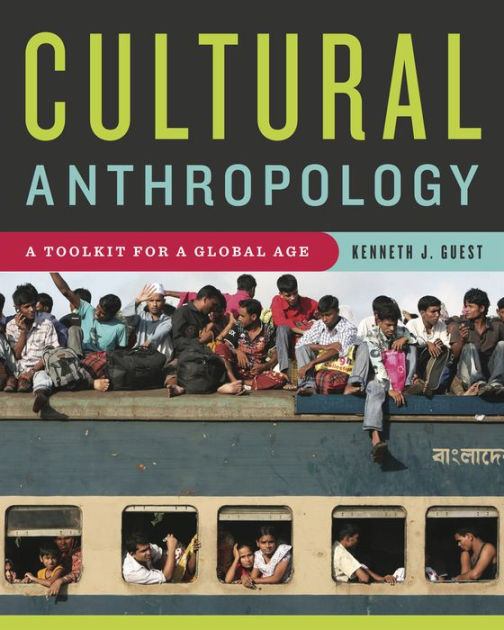 CULTURAL
ANTHROPOLOGY
A TOOLKIT FOR A GLOBAL AGE
KENNETH J. GUEST